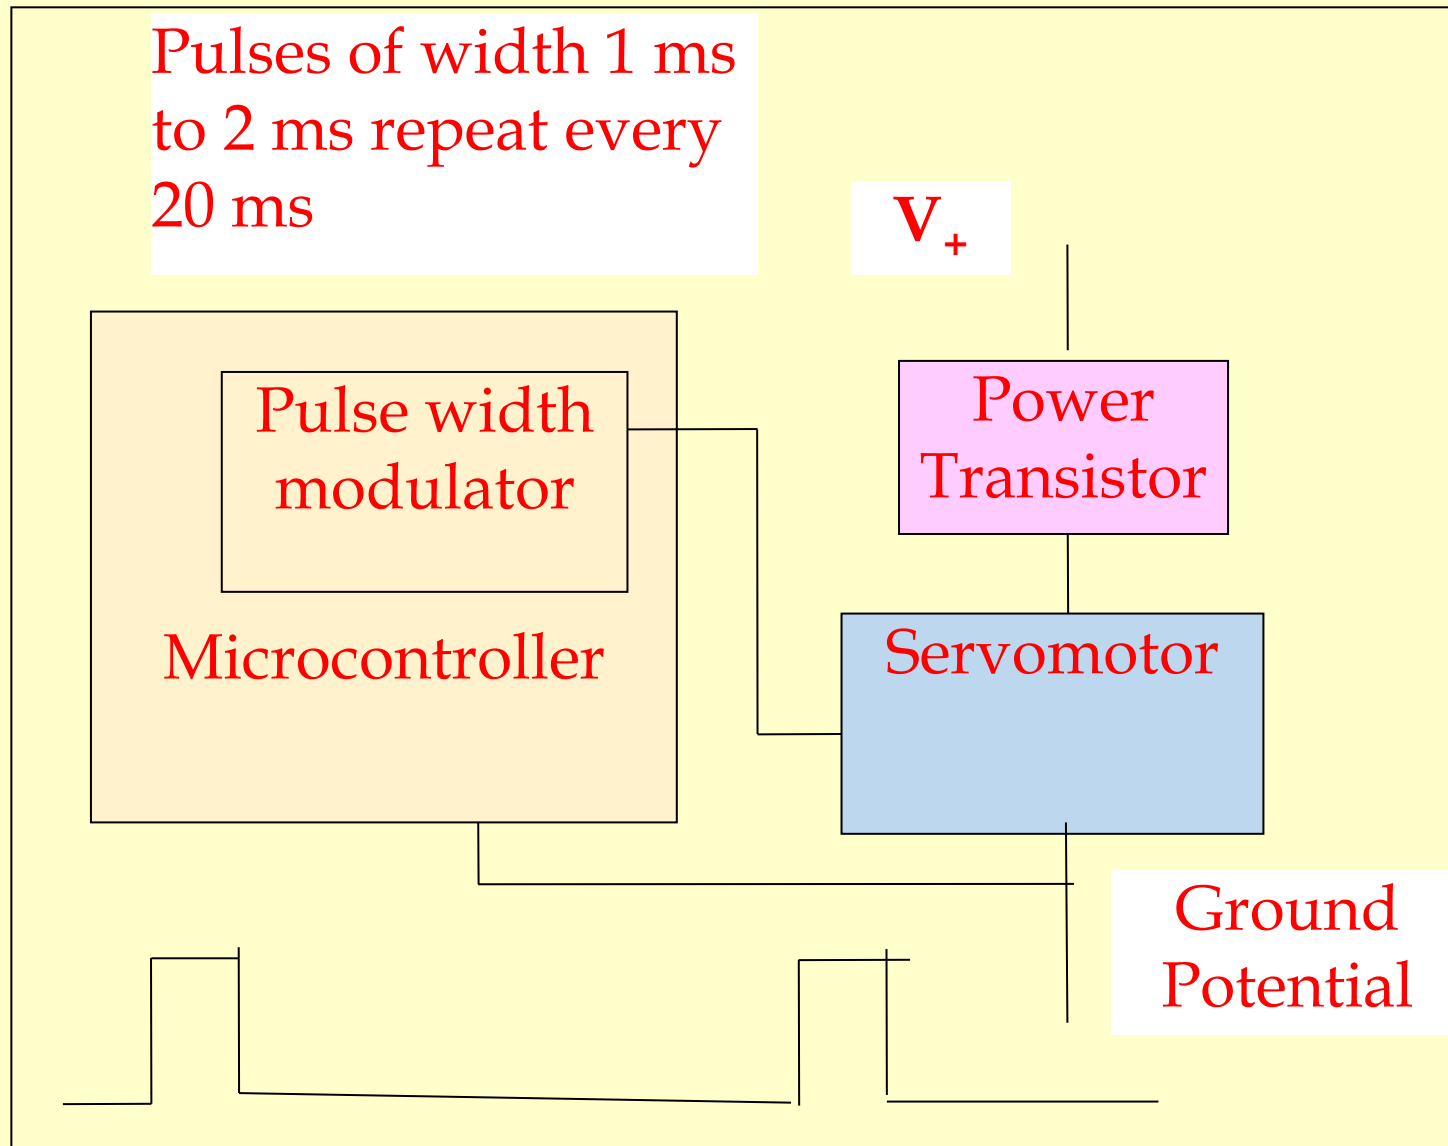 Pulses of width 1 ms
to 2 ms repeat every
20 ms
V+
Pulse width
modulator
Microcontroller
Power
Transistor
Servomotor
Ground
Potential